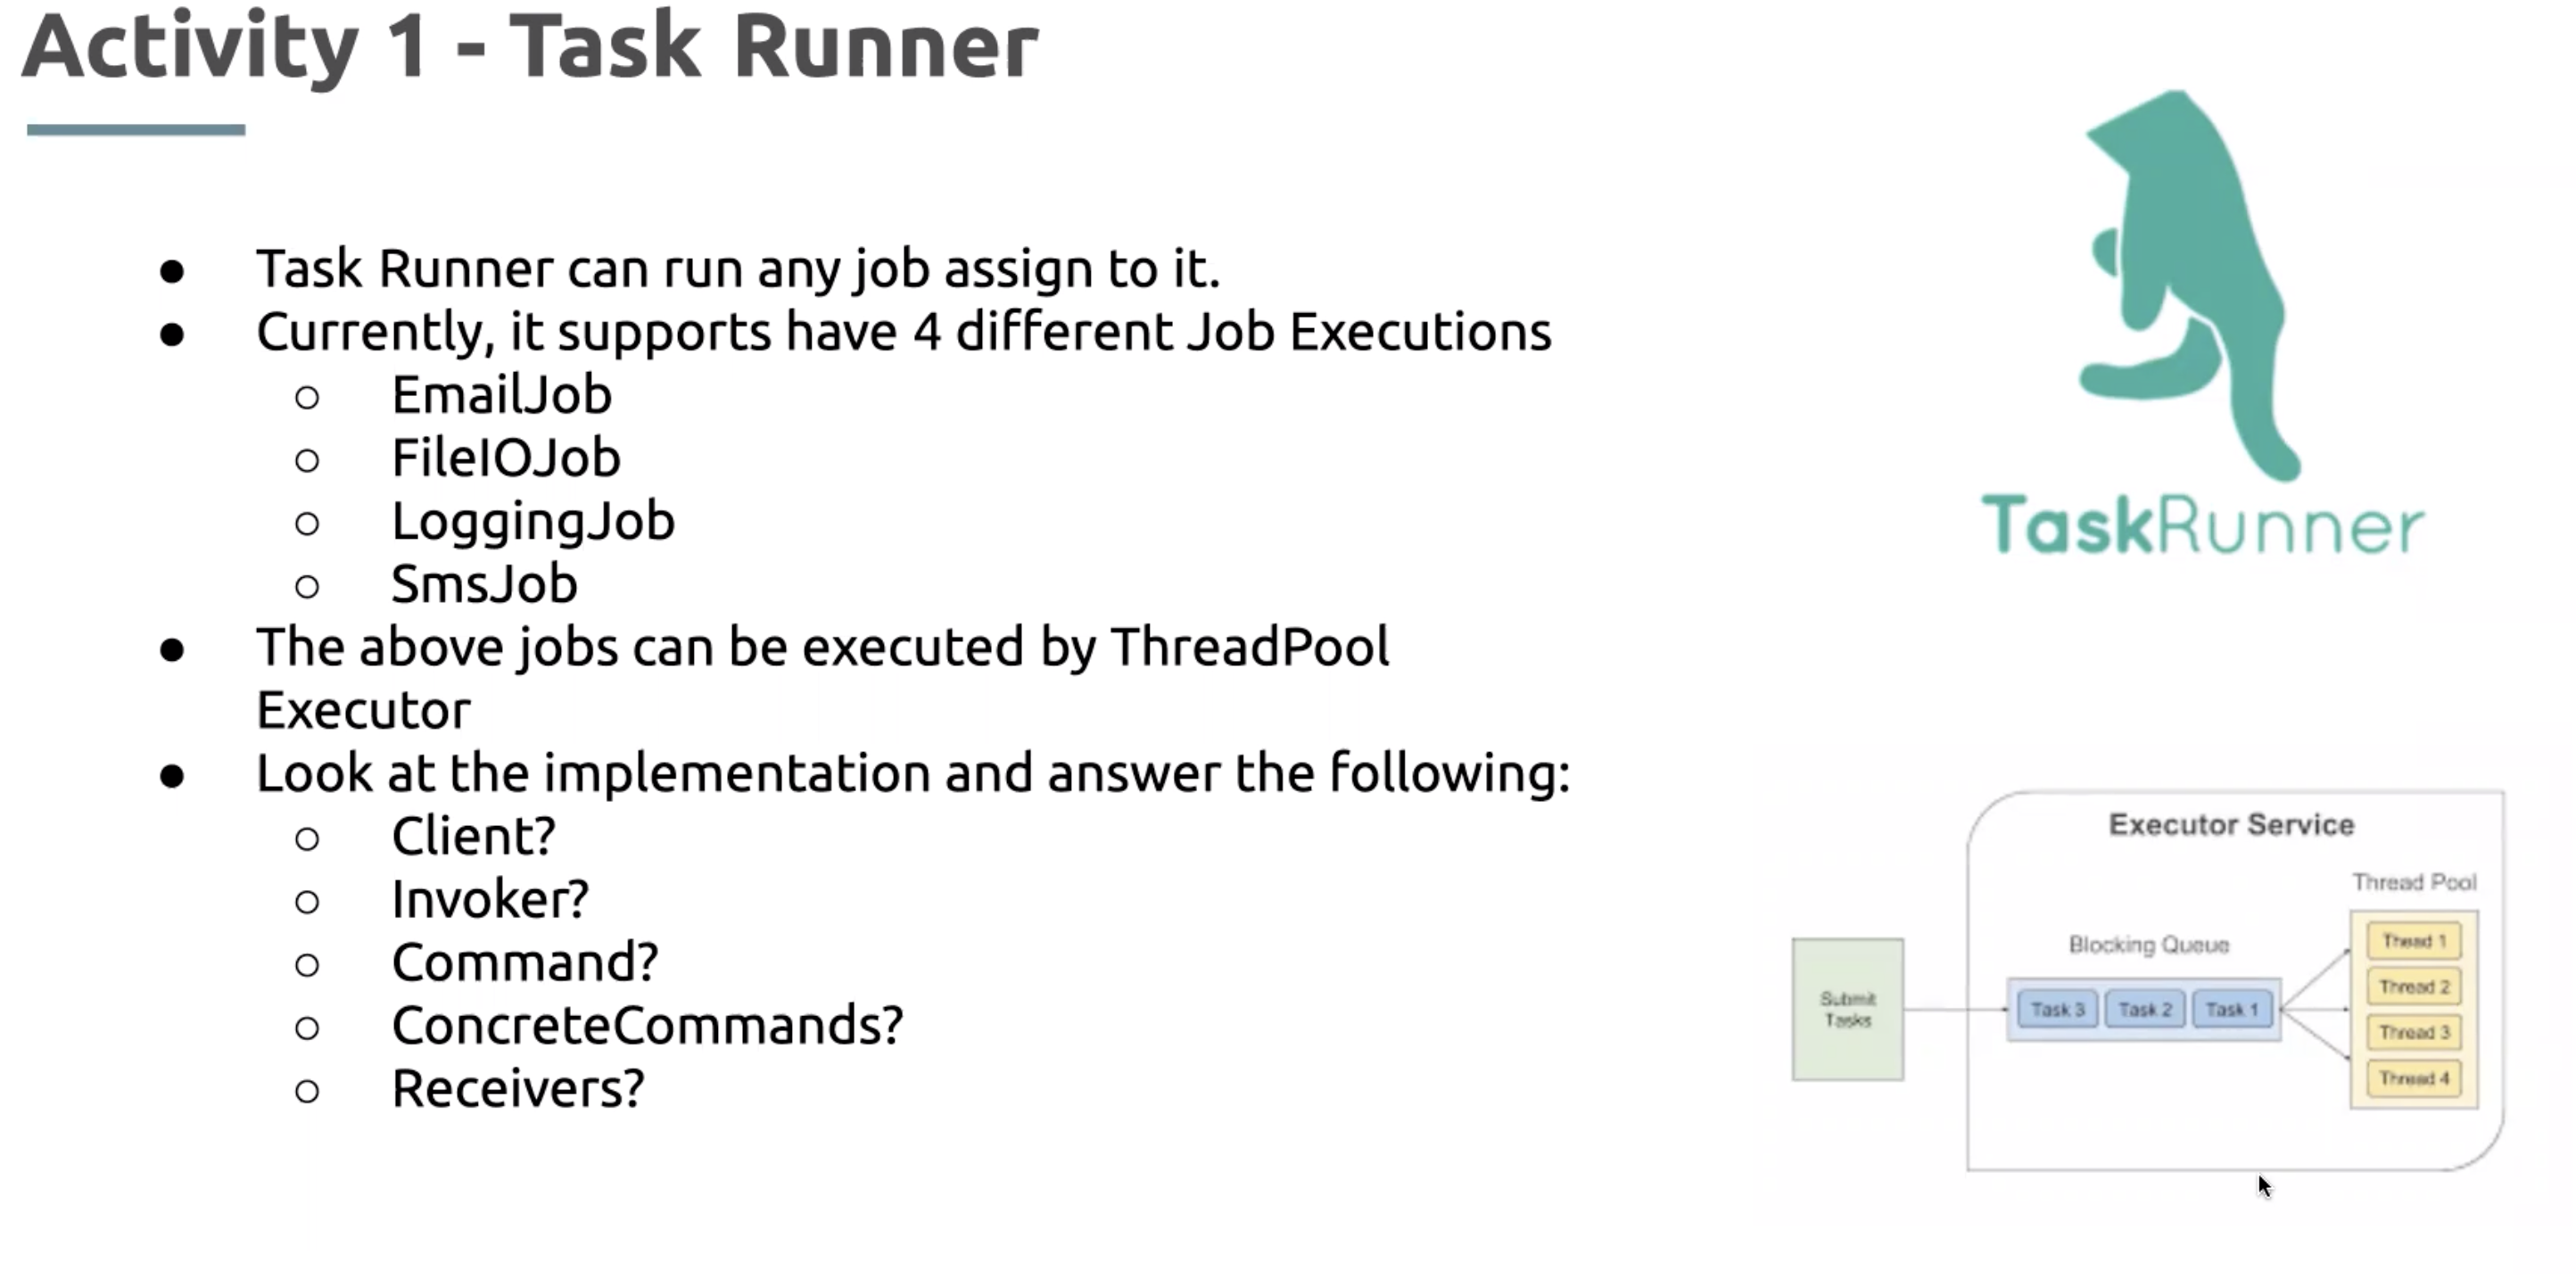 Activity 1 - Task Runner
● Task Runner can run any job assign to it.
● Currently, it supports have 4 different Job Executions
○ EmailJob
○ FileIOJob
○ LoggingJob
○ SmsJob
● The above jobs can be executed by ThreadPool
Executor
● Look at the implementation and answer the following:
○ Client?
○ Invoker?
○ Command?
○ ConcreteCommands?
○ Receivers?
TaskRunner
Executor Service
Thread Pool
Blocking Queue
Submit
Tasks
Task 3 Task 2 Task 1
Thead 1
Thread 2
Thread 3
Thread 4